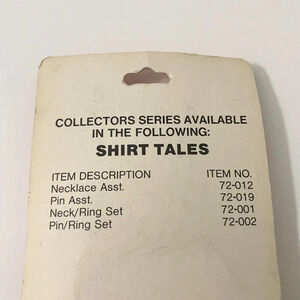 COLLECTORS SERIES AVAILABLE
IN THE FOLLOWING:
SHIRT TALES
ITEM DESCRIPTION ITEM NO.
Necklace Asst. 72-012
Pin Asst. 72-019
Neck/Ring Set 72-001
Pin/Ring Set 72-002